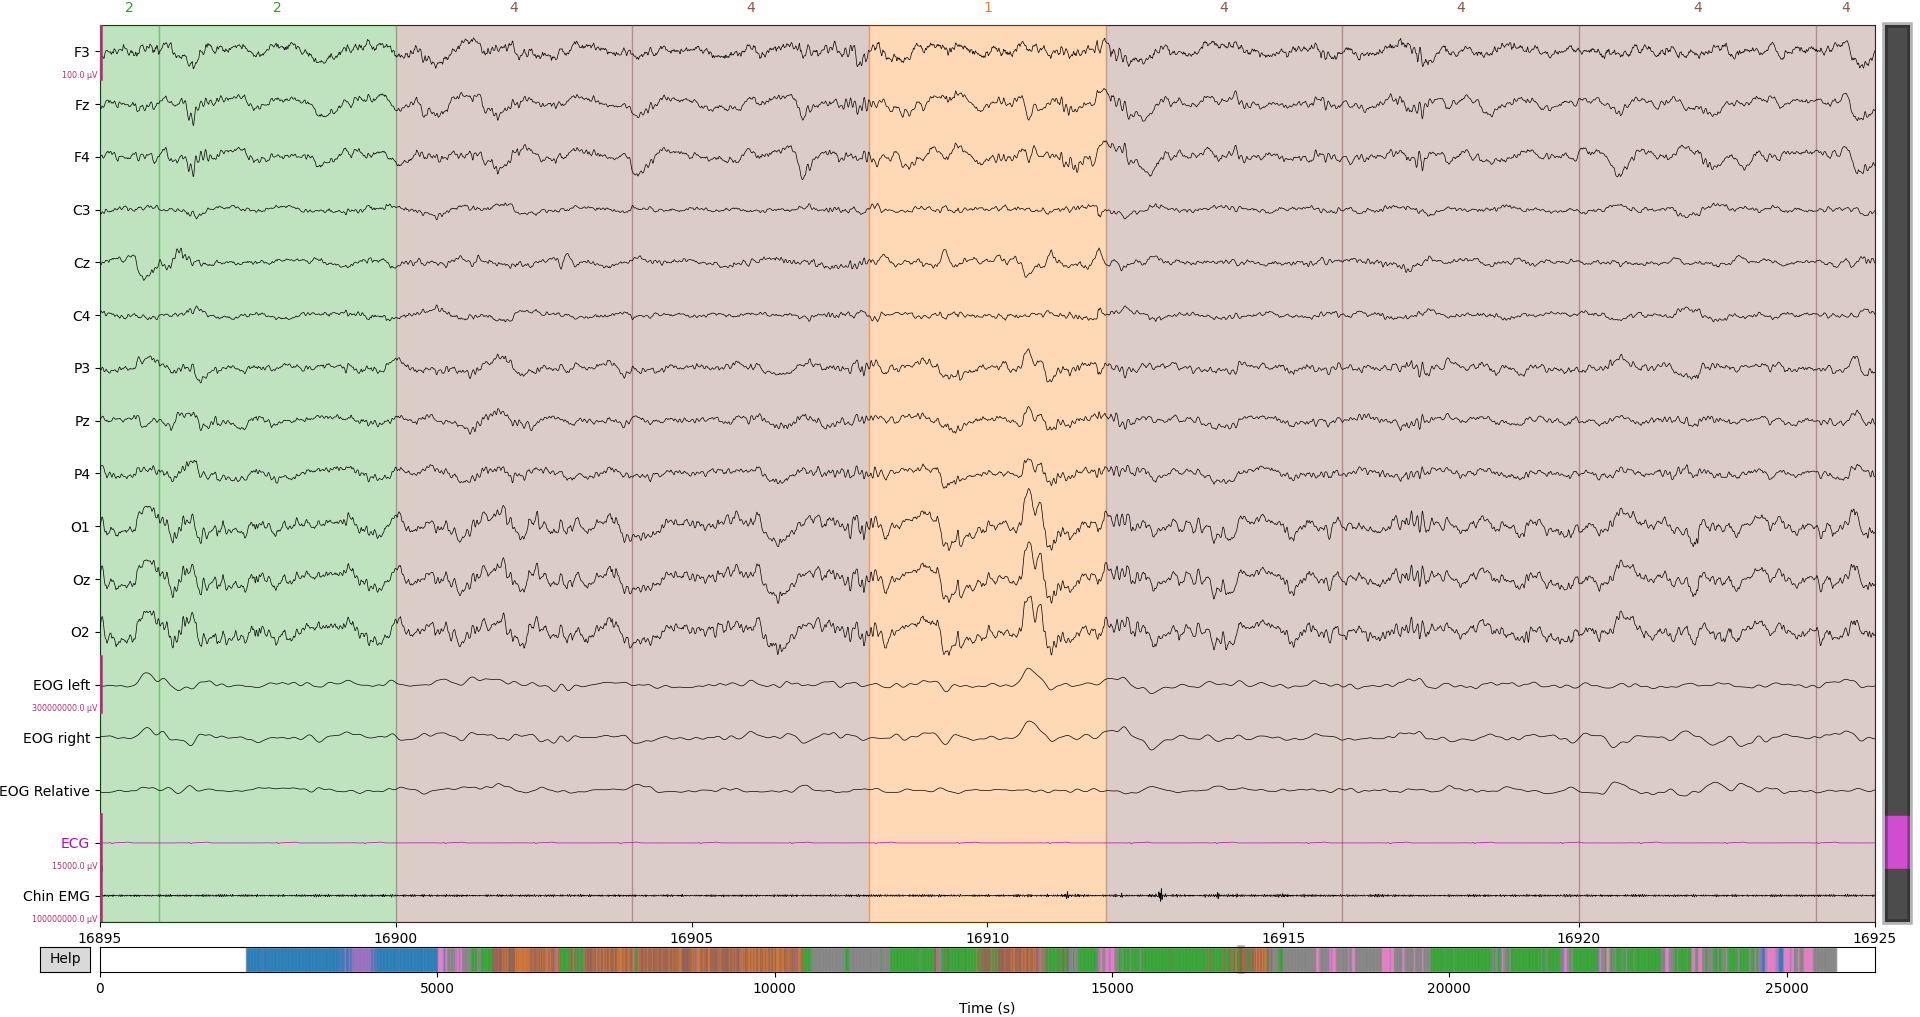 2 2 4 4 1 4 4 4 4
F3
100.0 µV
Fz
F4
C3
Cz
C4
P3
Pz
P4
O1
Oz
O2
EOG left
300000000.0 µV
EOG right
EOG Relative
ECG
15000.0 µV
Chin EMG
100000000.0 µV
16895 16900 16905 16910 16915 16920 16925
Help
0 5000 10000 15000 20000 25000
Time (s)